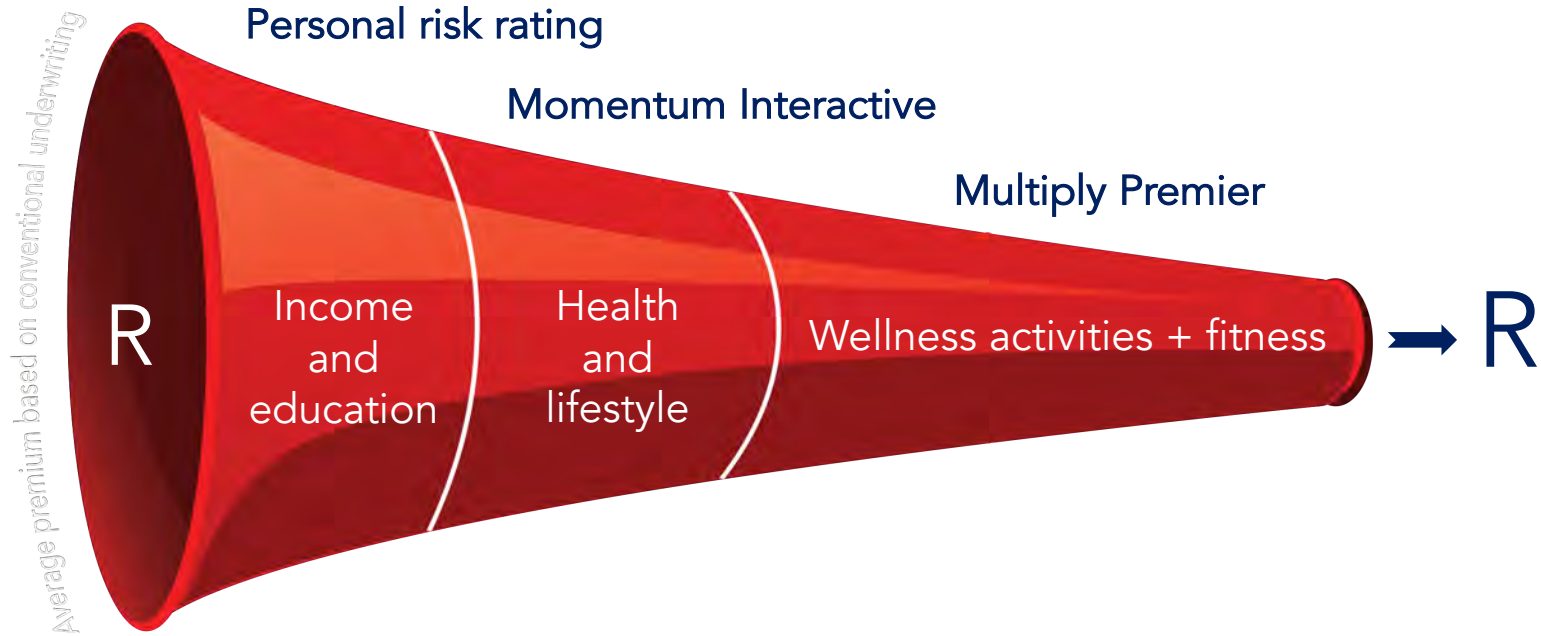 Personal risk rating
Momentum Interactive
Multiply Premier
Average premium based on conventional underwriting
R
Income
and
education
Health
and
lifestyle
Wellness activities + fitness
R